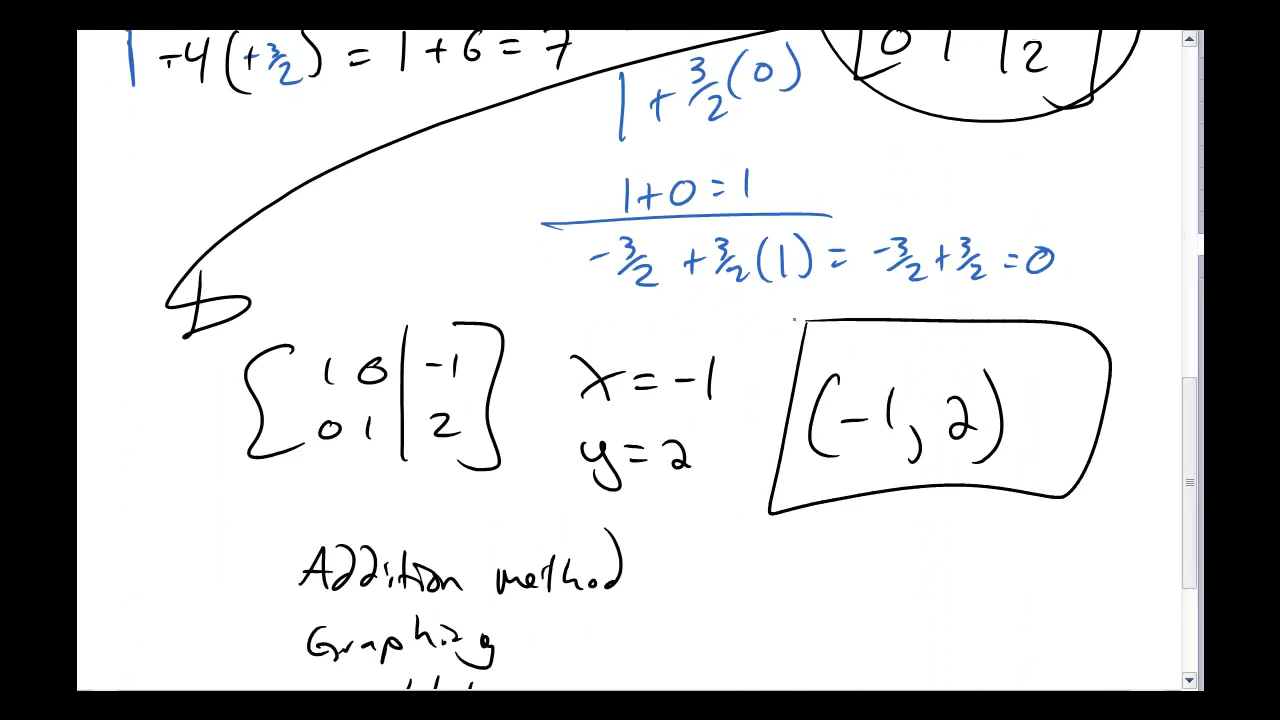 1 -4(+3/2) = 1 + 6 = 7
0 1 | 2
1 + 3/2(0)
1 + 0 = 1
-3/2 + 3/2(1) = -3/2 + 3/2 = 0
[1 0 | -1
0 1 | 2]
x = -1
y = 2
(-1, 2)
Addition method
Graphing